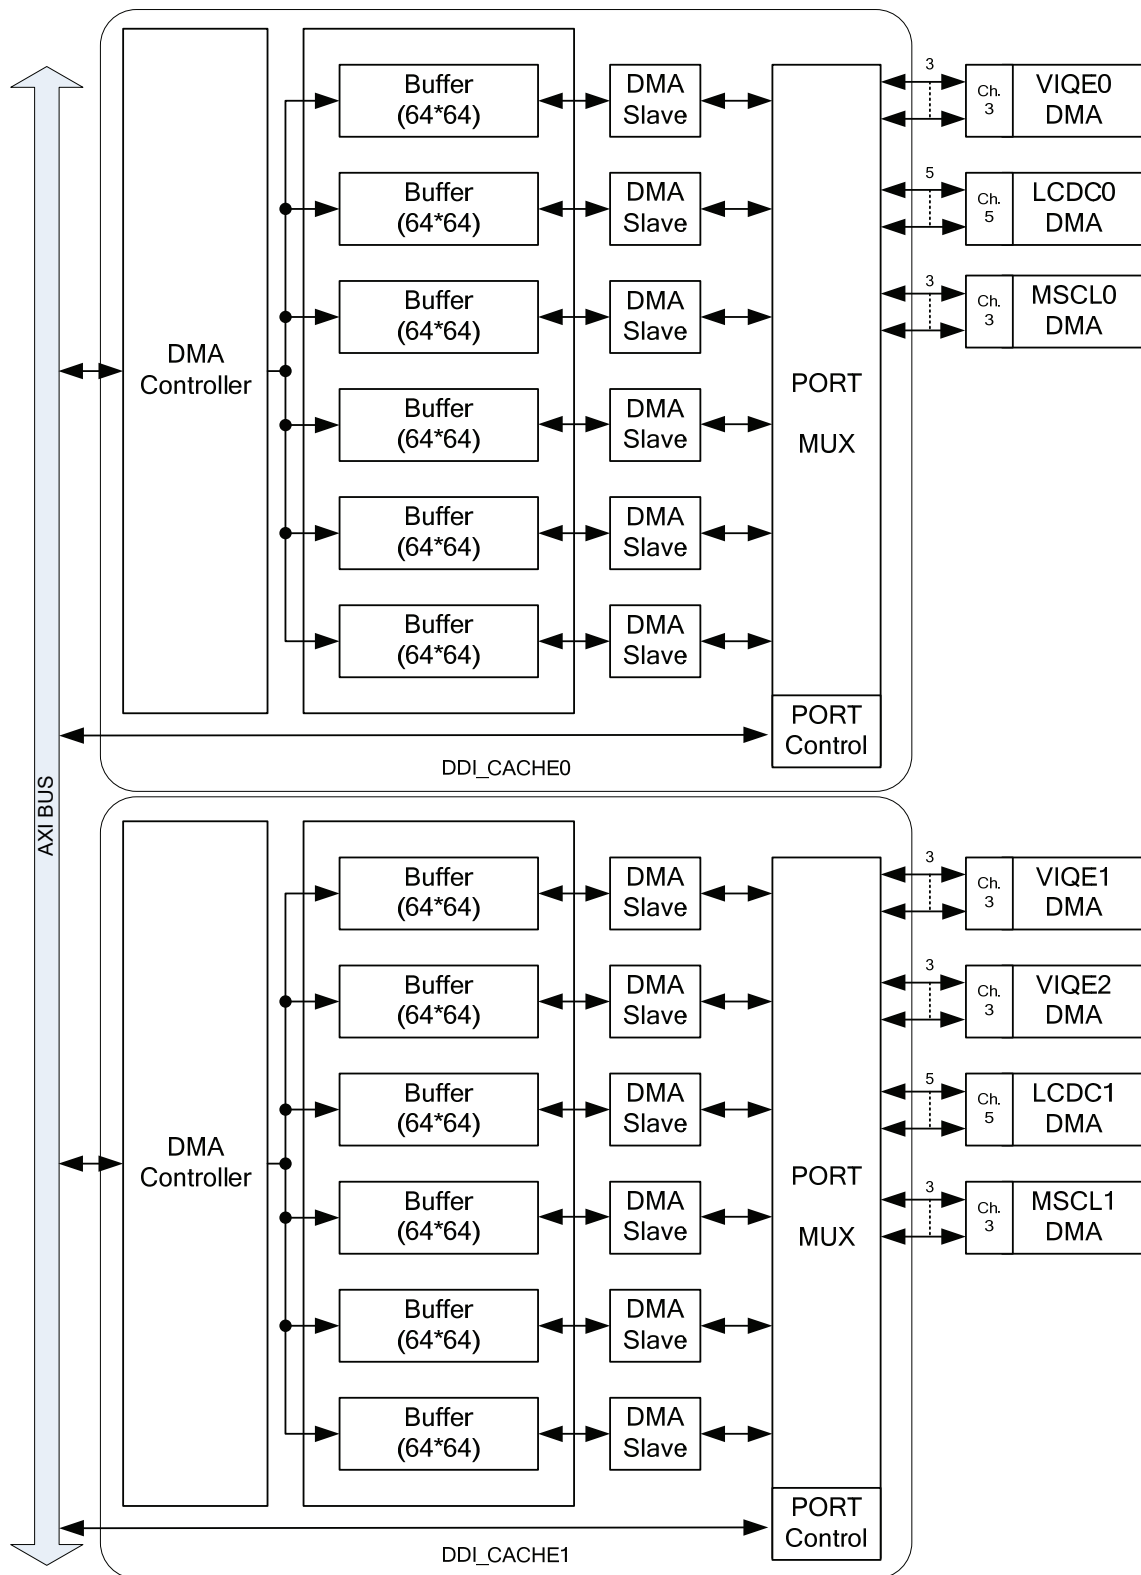 AXI BUS
DMA
Controller
Buffer
(64*64)
DMA
Slave
Buffer
(64*64)
DMA
Slave
Buffer
(64*64)
DMA
Slave
Buffer
(64*64)
DMA
Slave
Buffer
(64*64)
DMA
Slave
Buffer
(64*64)
DMA
Slave
PORT
MUX
PORT
Control
3
Ch.
3
VIQE0
DMA
5
Ch.
5
LCDC0
DMA
3
Ch.
3
MSCL0
DMA
DDI_CACHE0
DMA
Controller
Buffer
(64*64)
DMA
Slave
Buffer
(64*64)
DMA
Slave
Buffer
(64*64)
DMA
Slave
Buffer
(64*64)
DMA
Slave
Buffer
(64*64)
DMA
Slave
Buffer
(64*64)
DMA
Slave
PORT
MUX
PORT
Control
3
Ch.
3
VIQE1
DMA
3
Ch.
3
VIQE2
DMA
5
Ch.
5
LCDC1
DMA
3
Ch.
3
MSCL1
DMA
DDI_CACHE1